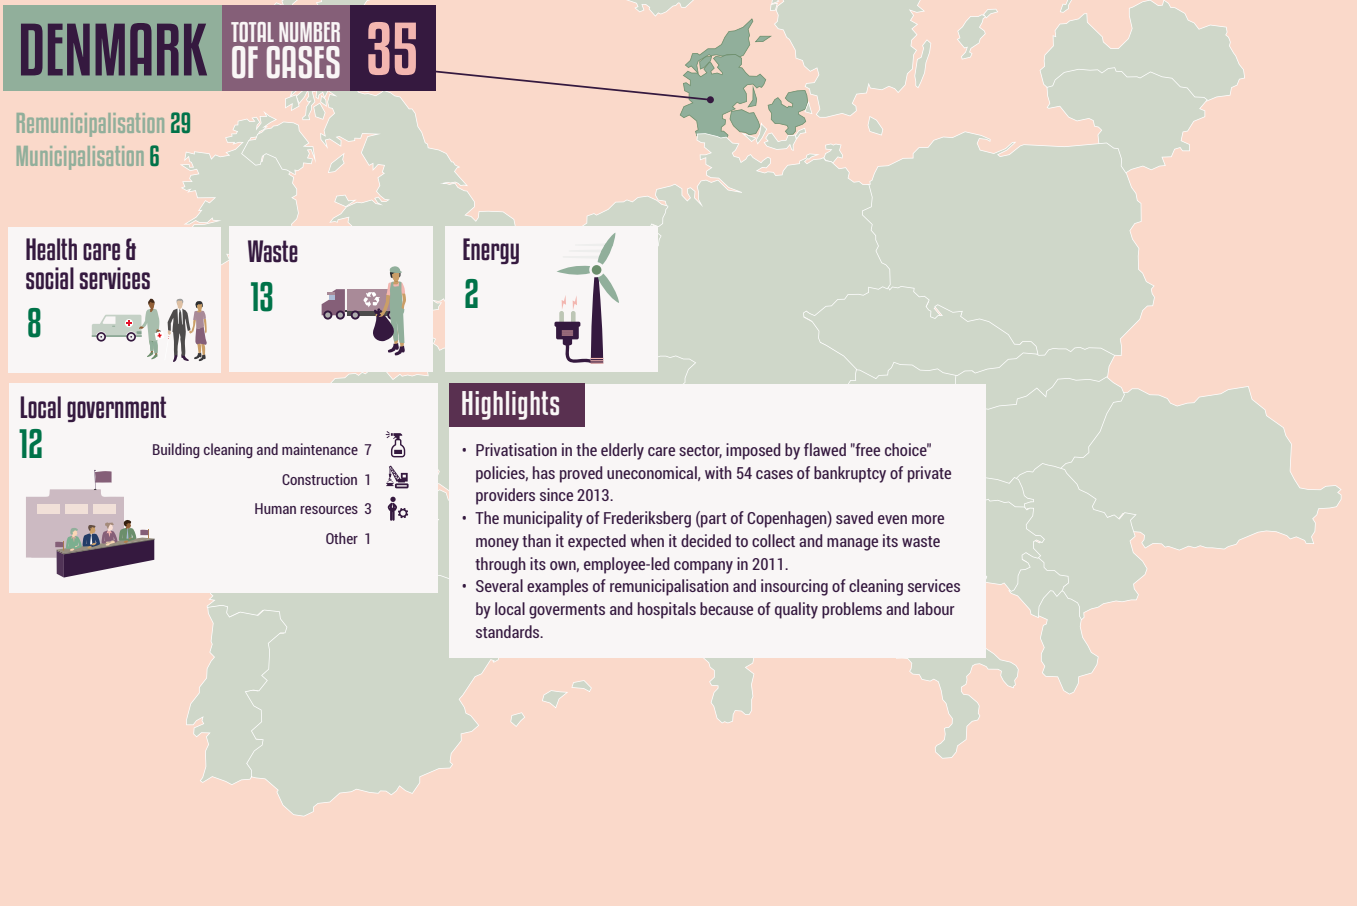 DENMARK
TOTAL NUMBER
OF CASES
35
Remunicipalisation 29
Municipalisation 6
Health care &
social services
8
Waste
13
Energy
2
Local government
12
Building cleaning and maintenance 7
Construction 1
Human resources 3
Other 1
Highlights
• Privatisation in the elderly care sector, imposed by flawed "free choice"
policies, has proved uneconomical, with 54 cases of bankruptcy of private
providers since 2013.
• The municipality of Frederiksberg (part of Copenhagen) saved even more
money than it expected when it decided to collect and manage its waste
through its own, employee-led company in 2011.
• Several examples of remunicipalisation and insourcing of cleaning services
by local goverments and hospitals because of quality problems and labour
standards.